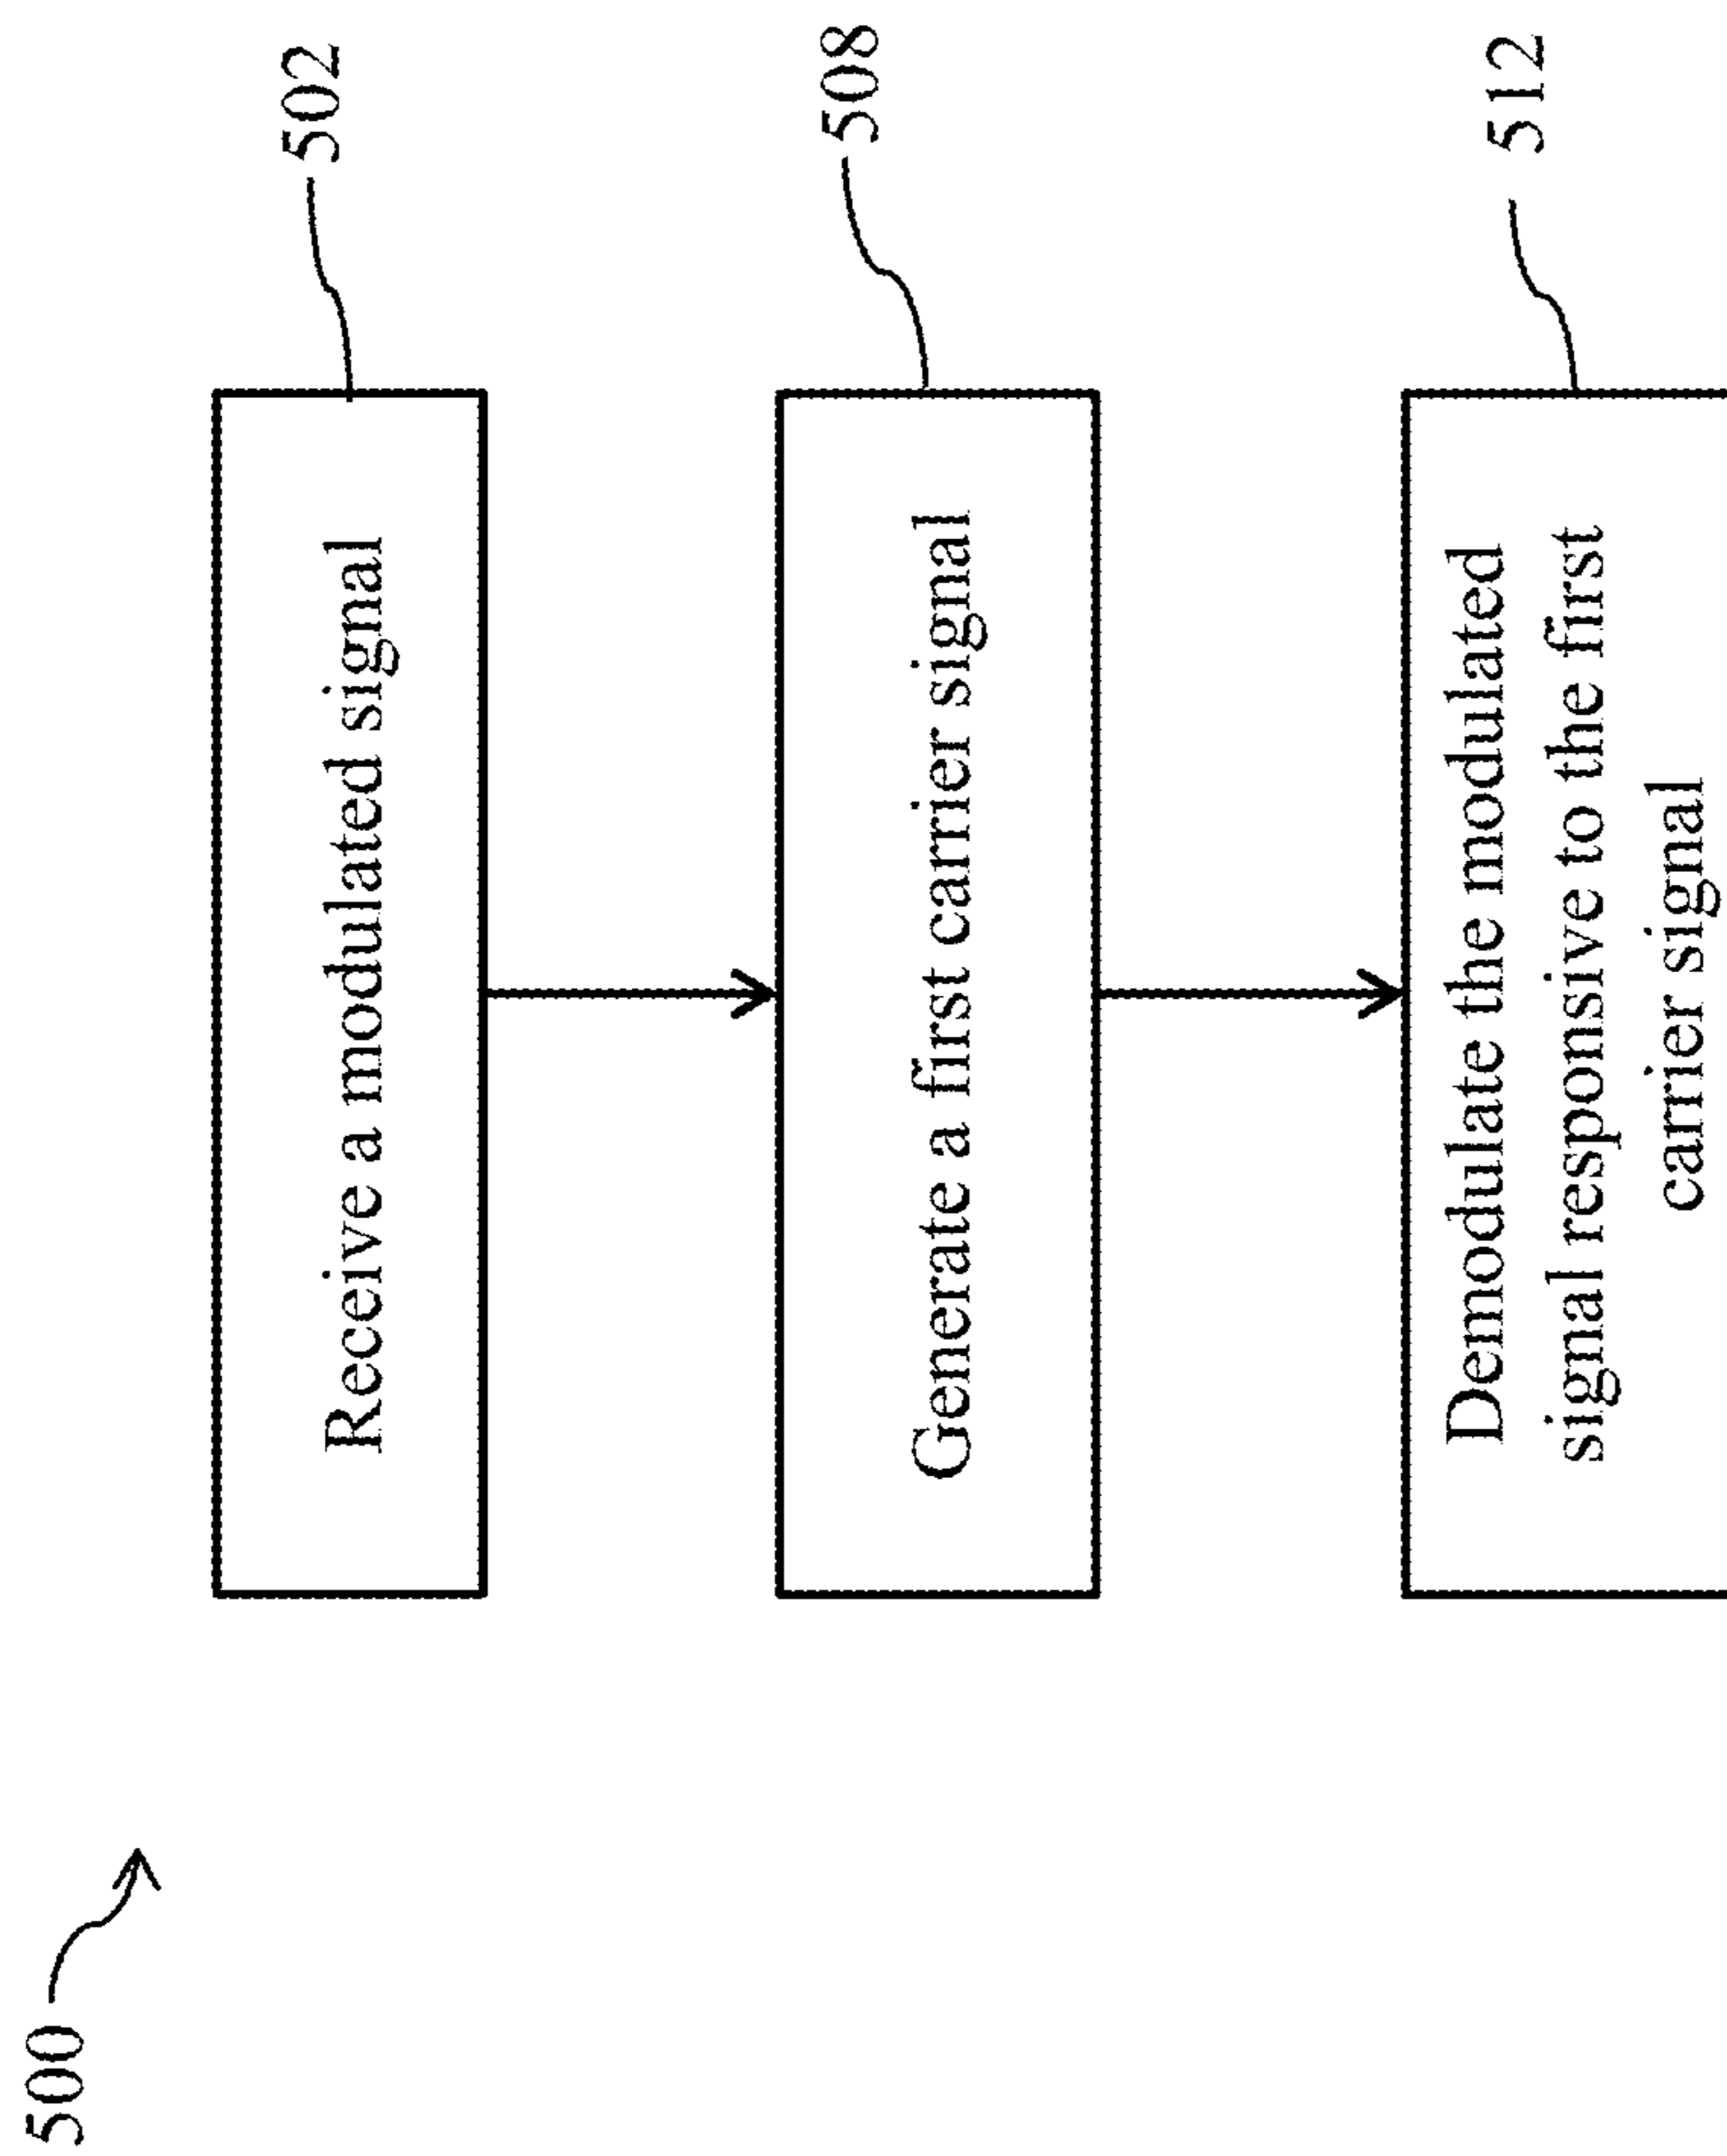 500
Receive a modulated signal
502
Generate a first carrier signal
508
Demodulate the modulated
signal responsive to the first
carrier signal
512